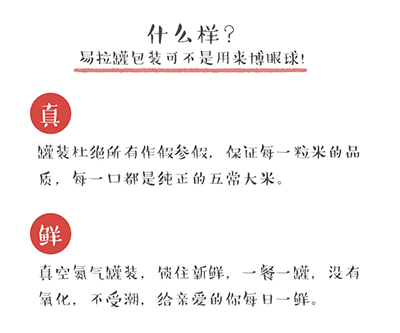 什么样?
易拉罐包装可不是用来博眼球!
真
罐装杜绝所有作假参假，保证每一粒米的品
质，每一口都是纯正的五常大米。
鲜
真空氮气罐装，锁住新鲜，一餐一罐，没有
氧化，不受潮，给亲爱的你每日一鲜。